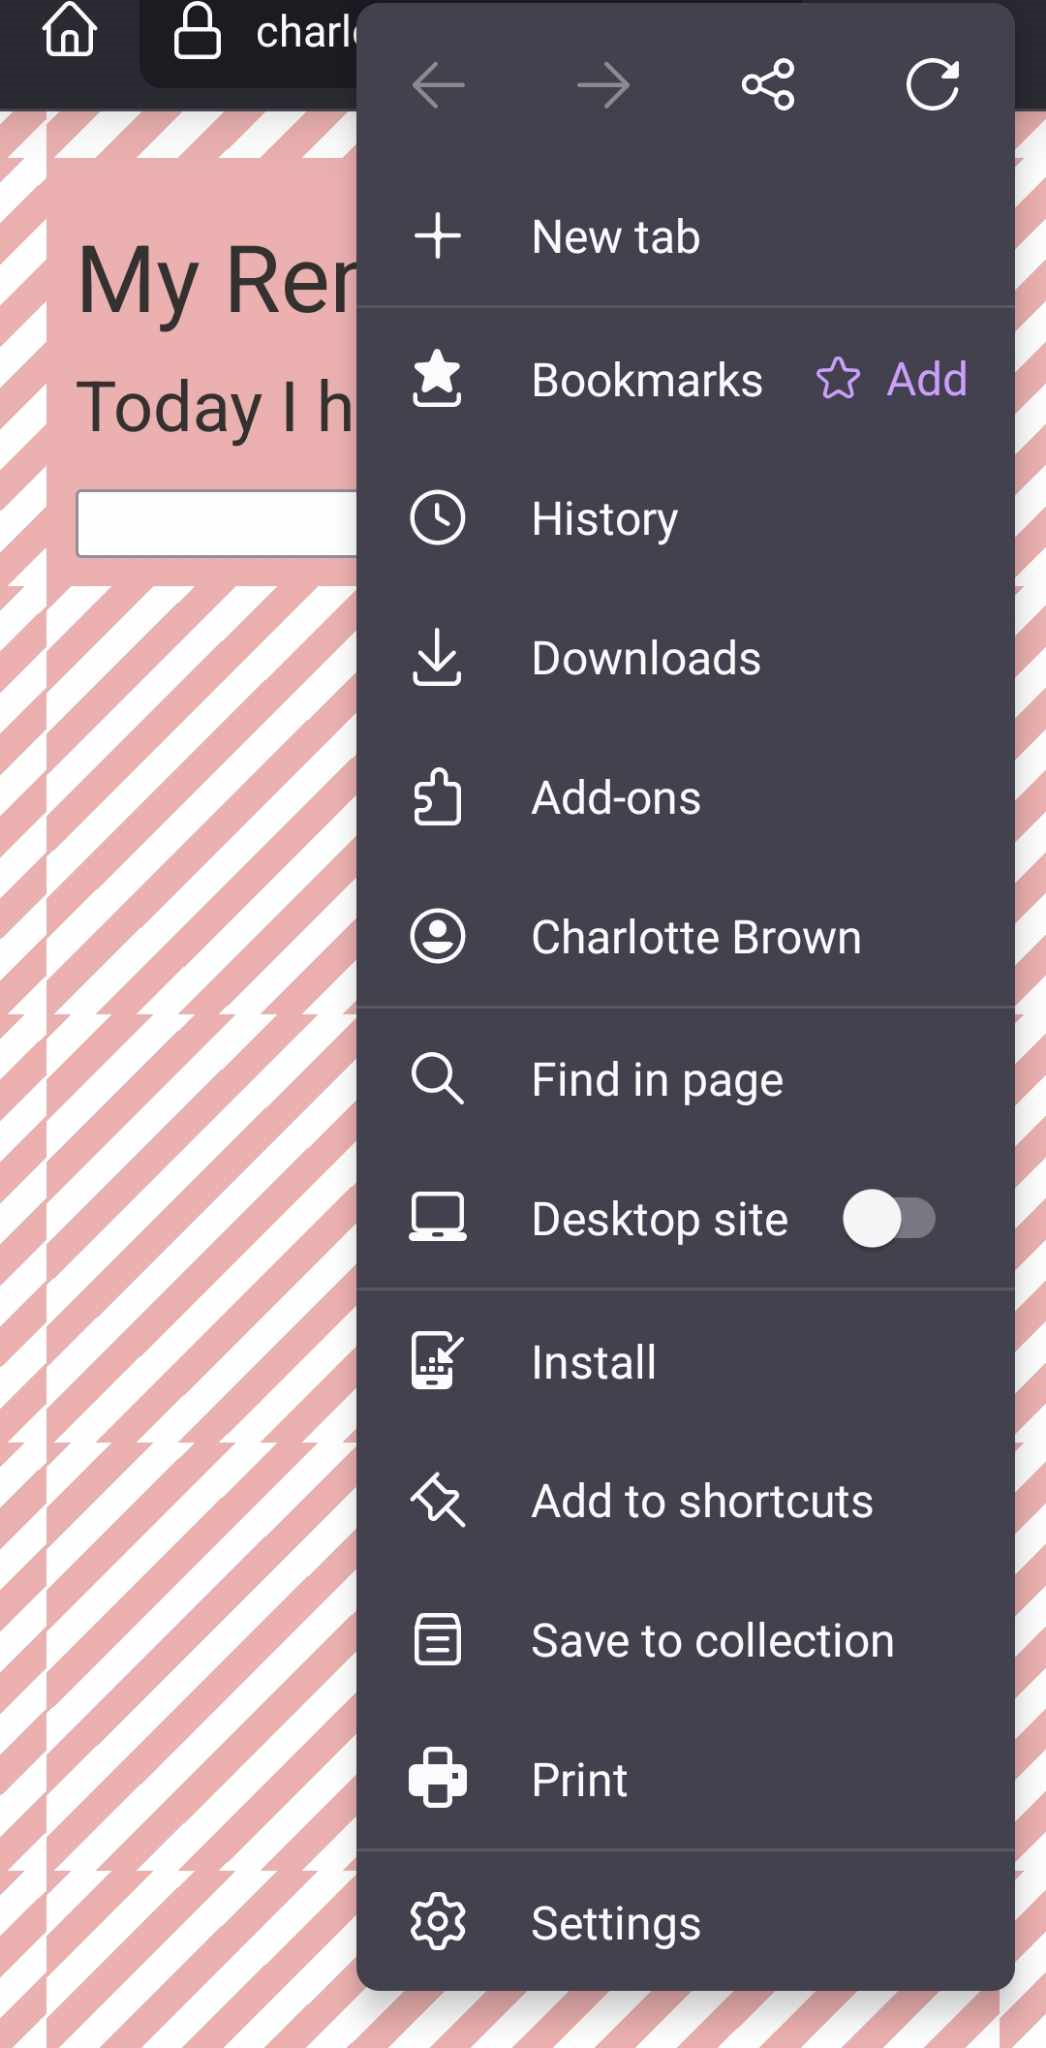 charl
New tab
My Rer
Bookmarks Add
Today I h
History
Downloads
Add-ons
Charlotte Brown
Find in page
Desktop site
Install
Add to shortcuts
Save to collection
Print
Settings